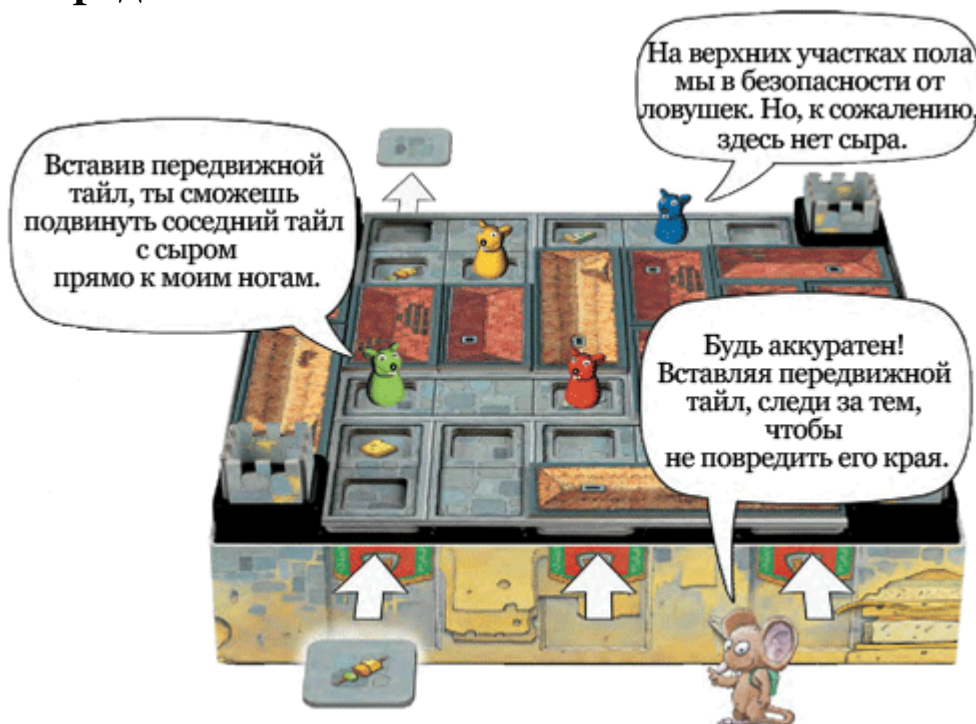 На верхних участках пола
мы в безопасности от
ловушек. Но, к сожалению,
здесь нет сыра.
Вставив передвижной
тайл, ты сможешь
подвинуть соседний тайл
с сыром
прямо к моим ногам.
Будь аккуратен!
Вставляя передвижной
тайл, следи за тем,
чтобы
не повредить его края.